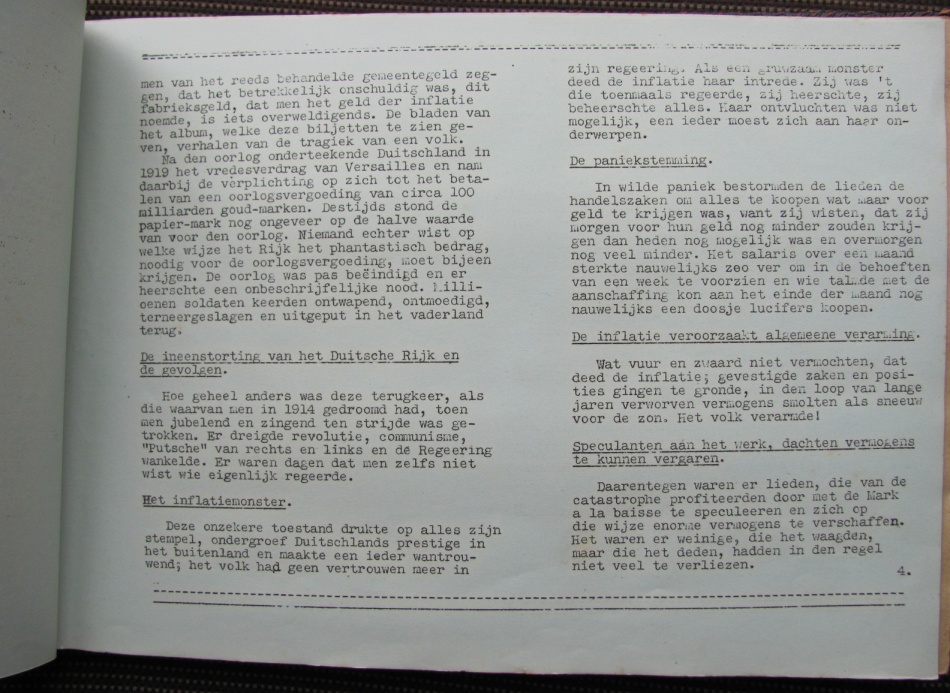 men van het reeds behandelde gemeentegeld zeg-
gen, dat het betrekkelijk onschuldig was, dit
fabrieksgeld, dat men het geld der inflatie
noemde, is iets overweldigends. De bladen van
het album, welke deze biljetten te zien ge-
ven, verhalen van de tragiek van een volk.
Na den oorlog onderteekende Duitschland in
1919 het vredesverdrag van Versailles en nam
daarbij de verplichting op zich tot het beta-
len van een oorlogsvergoeding van circa 100
milliarden goud-marken. Destijds stond de
papier-mark nog ongeveer op de halve waarde
van voor den oorlog. Niemand echter wist op
welke wijze het Rijk het phantastisch bedrag,
noodig voor de oorlogsvergoeding, moet bijeen
krijgen. De oorlog was pas beëindigd en er
heerschte een onbeschrijfelijke nood. Milli-
oenen soldaten keerden ontwapend, ontmoedigd,
terneergeslagen en uitgeput in het vaderland
terug.
De ineenstorting van het Duitsche Rijk en
de gevolgen.
Hoe geheel anders was deze terugkeer, als
die waarvan men in 1914 gedroomd had, toen
men jubelend en zingend ten strijde was ge-
trokken. Er dreigde revolutie, communisme,
"Putsche" van rechts en links en de Regeering
wankelde. Er waren dagen dat men zelfs niet
wist wie eigenlijk regeerde.
Het inflatiemonster.
Deze onzekere toestand drukte op alles zijn
stempel, ondergroef Duitschlands prestige in
het buitenland en maakte een ieder wantrou-
wend; het volk had geen vertrouwen meer in
zijn regeering. Als een gruwzaam monster
deed de inflatie haar intrede. Zij was 't
die toenmaals regeerde, zij heerschte, zij
beheerschte alles. Haar ontvluchten was niet
mogelijk, een ieder moest zich aan haar on-
derwerpen.
De paniekstemming.
In wilde paniek bestormden de lieden de
handelszaken om alles te koopen wat maar voor
geld te krijgen was, want zij wisten, dat zij
morgen voor hun geld nog minder zouden krij-
gen dan heden nog mogelijk was en overmorgen
nog veel minder. Het salaris over een maand
sterkte nauwelijks zoo ver om in de behoeften
van een week te voorzien en wie talmde met de
aanschaffing kon aan het einde der maand nog
nauwelijks een doosje lucifers koopen.
De inflatie veroorzaakt algemeene verarming.
Wat vuur en zwaard niet vermochten, dat
deed de inflatie; gevestigde zaken en posi-
ties gingen te gronde, in den loop van lange
jaren verworven vermogens smolten als sneeuw
voor de zon. Het volk verarmde!
Speculanten aan het werk, dachten vermogens
te kunnen vergaren.
Daarentegen waren er lieden, die van de
catastrophe profiteerden door met de Mark
a la baisse te speculeeren en zich op
die wijze enorme vermogens te verschaffen.
Het waren er weinige, die het waagden,
maar die het deden, hadden in den regel
niet veel te verliezen.
4.